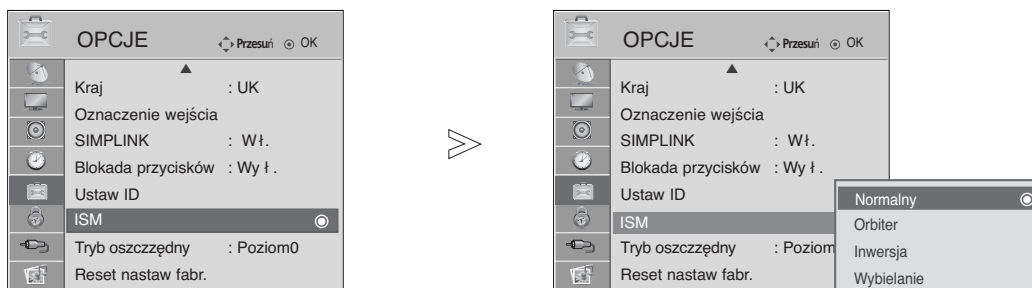 OPCJE Przesuń OK
Kraj : UK
Oznaczenie wejścia
SIMPLINK : Wł.
Blokada przycisków : Wy ł .
Ustaw ID
ISM
Tryb oszczędny : Poziom0
Reset nastaw fabr.
OPCJE Przesuń OK
Kraj : UK
Oznaczenie wejścia
SIMPLINK : Wł.
Blokada przycisków : Wy ł .
Ustaw ID
ISM
Tryb oszczędny : Poziom
Reset nastaw fabr.
Normalny
Orbiter
Inwersja
Wybielanie